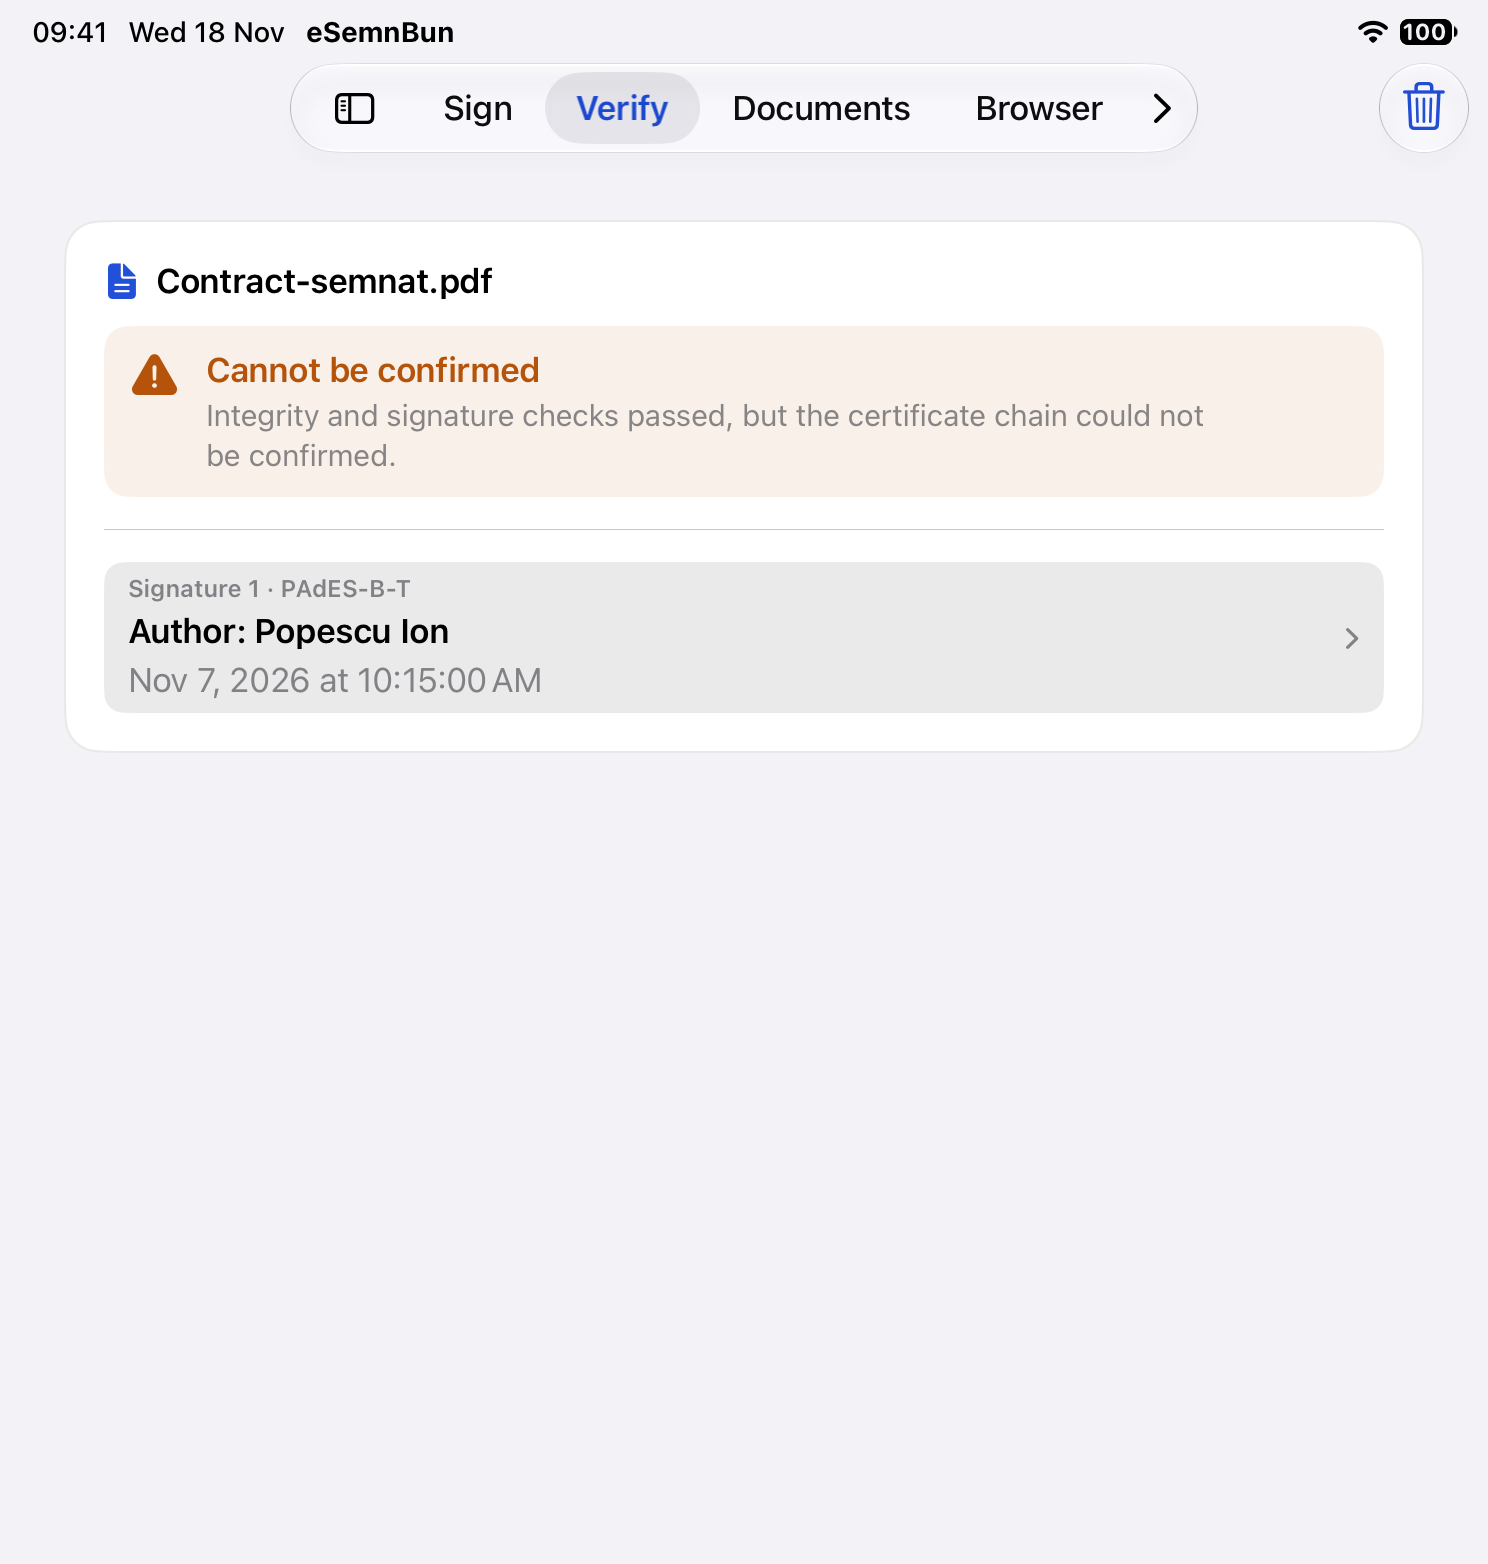 09:41 Wed 18 Nov eSemnBun 100
Sign Verify Documents Browser
Contract-semnat.pdf
Cannot be confirmed
Integrity and signature checks passed, but the certificate chain could not
be confirmed.
Signature 1 · PAdES-B-T
Author: Popescu Ion
Nov 7, 2026 at 10:15:00 AM